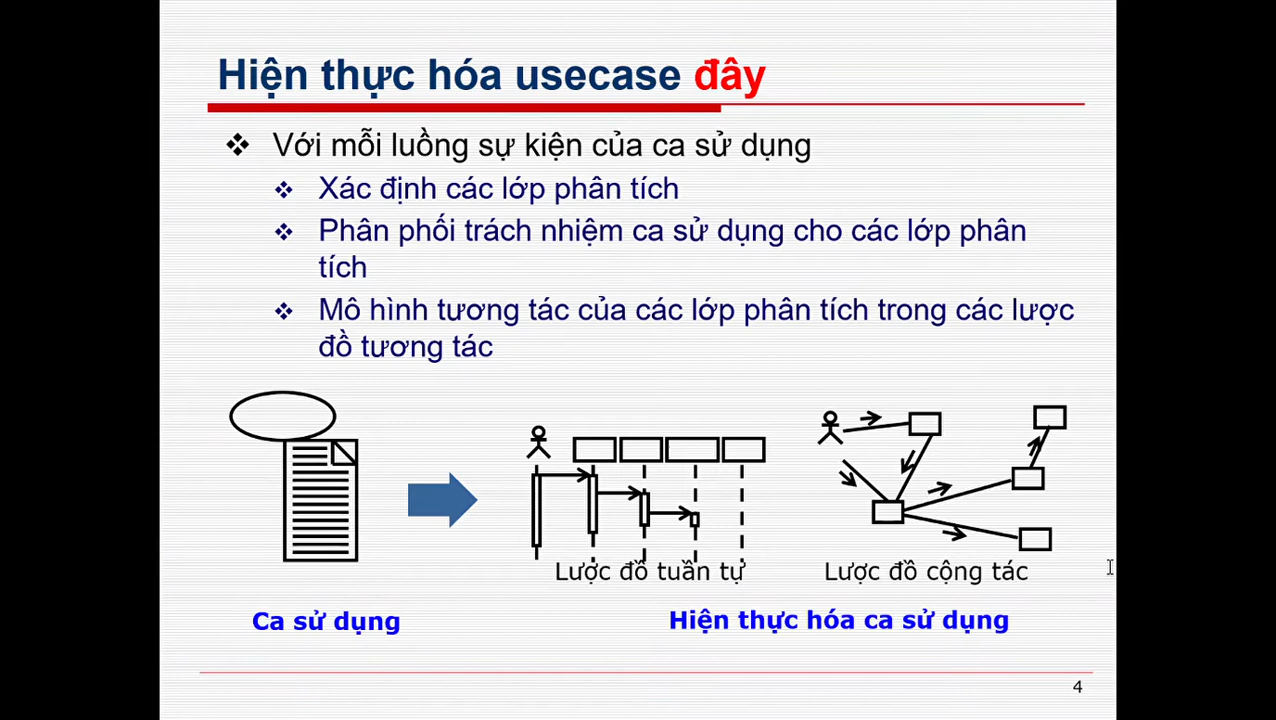 Hiện thực hóa usecase đây
Với mỗi luồng sự kiện của ca sử dụng
Xác định các lớp phân tích
Phân phối trách nhiệm ca sử dụng cho các lớp phân
tích
Mô hình tương tác của các lớp phân tích trong các lược
đồ tương tác
Lược đồ tuần tự
Lược đồ cộng tác
Ca sử dụng
Hiện thực hóa ca sử dụng
4